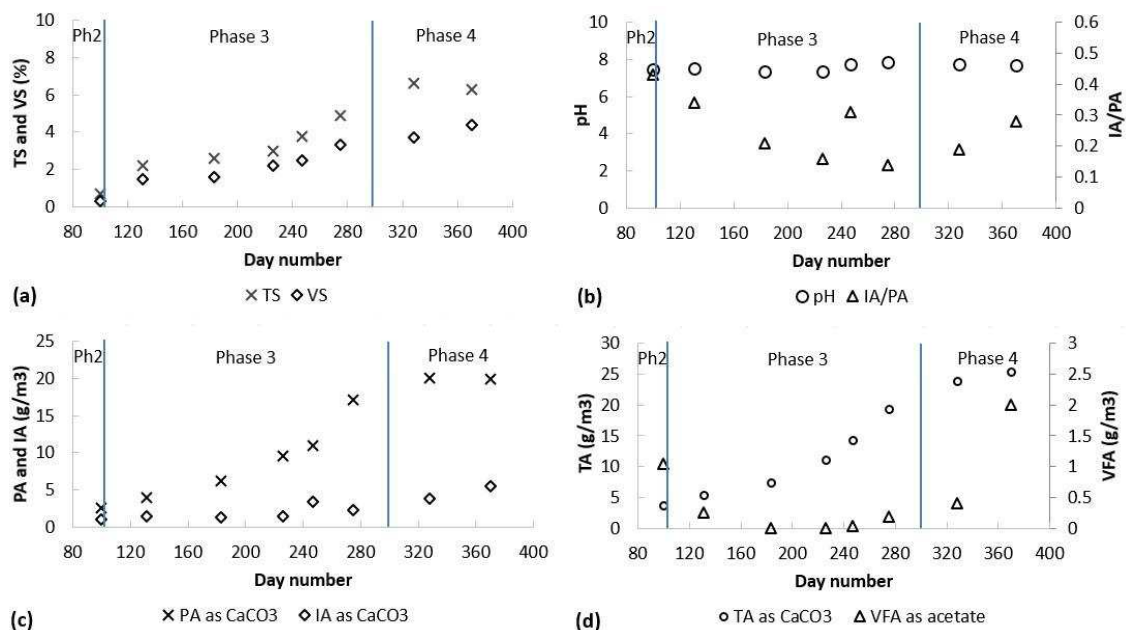 10
8
6
4
2
0
TS and VS (%)
Ph2
Phase 3
Phase 4
80 120 160 200 240 280 320 360 400
Day number
(a)
TS VS
10
8
6
4
2
0
pH
Ph2
Phase 3
Phase 4
0.6
0.5
0.4
0.3
0.2
0.1
0
IA/PA
80 120 160 200 240 280 320 360 400
Day number
(b)
pH IA/PA
25
20
15
10
5
0
PA and IA (g/m3)
Ph2
Phase 3
Phase 4
80 120 160 200 240 280 320 360 400
Day number
(c)
PA as CaCO3 IA as CaCO3
30
25
20
15
10
5
0
TA (g/m3)
Ph2
Phase 3
Phase 4
3
2.5
2
1.5
1
0.5
0
VFA (g/m3)
80 120 160 200 240 280 320 360 400
Day number
(d)
TA as CaCO3 VFA as acetate